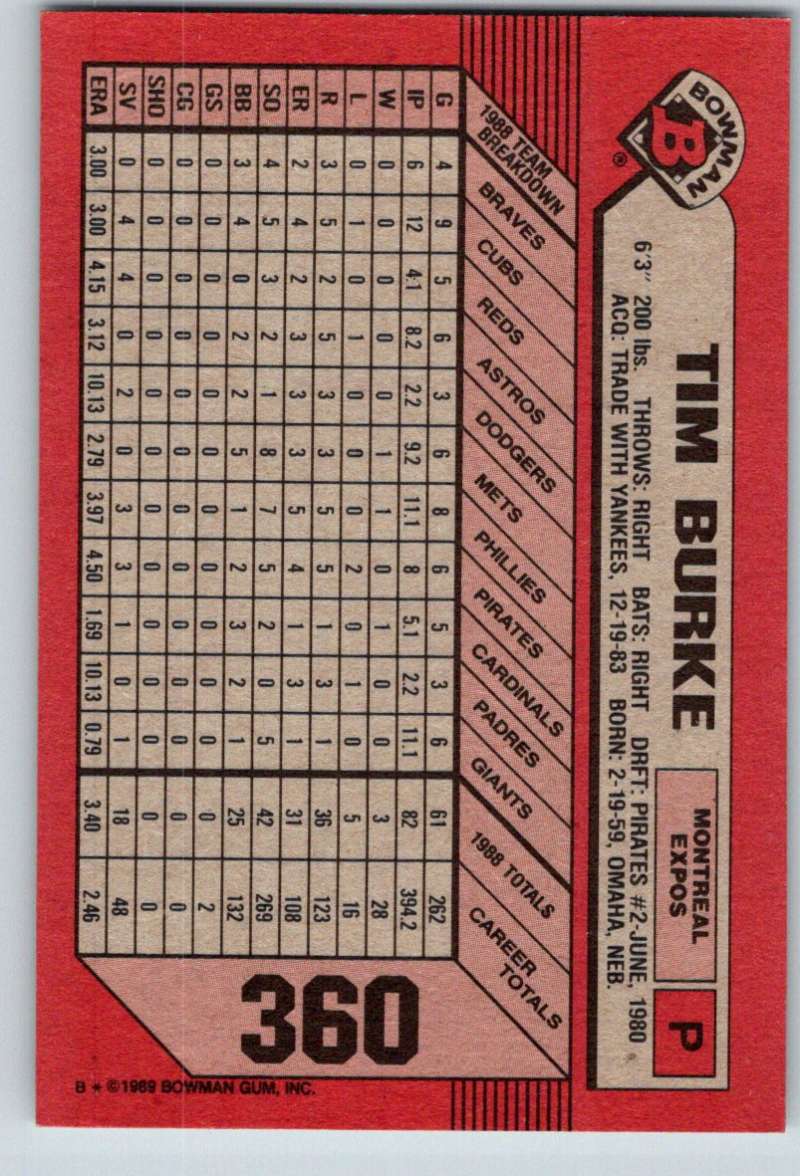 BOWMAN
B
BOWMAN
®
TIM BURKE
MONTREAL
EXPOS
P
6'3" 200 lbs. THROWS: RIGHT BATS: RIGHT DRFT: PIRATES #2-JUNE, 1980
ACQ: TRADE WITH YANKEES, 12-19-83 BORN: 2-19-59, OMAHA, NEB.
1988 TEAM
BREAKDOWN
BRAVES
CUBS
REDS
ASTROS
DODGERS
METS
PHILLIES
PIRATES
CARDINALS
PADRES
GIANTS
1988 TOTALS
CAREER
TOTALS
G 4 9 5 6 3 6 8 6 5 3 6 61 262
IP 6 12 4.1 8.2 2.2 9.2 11.1 8 5.1 2.2 11.1 82 394.2
W 0 0 0 0 0 1 1 0 1 0 0 3 28
L 0 1 0 1 0 0 0 2 0 1 0 5 16
R 3 5 2 5 3 3 5 5 1 3 1 36 123
ER 2 4 2 3 3 3 5 4 1 3 1 31 108
SO 4 5 3 2 1 8 7 5 2 0 5 42 269
BB 3 4 0 2 2 5 1 2 3 2 1 25 132
GS 0 0 0 0 0 0 0 0 0 0 0 0 2
CG 0 0 0 0 0 0 0 0 0 0 0 0 0
SHO 0 0 0 0 0 0 0 0 0 0 0 0 0
SV 0 4 4 0 2 0 3 3 1 0 1 18 48
ERA 3.00 3.00 4.15 3.12 10.13 2.79 3.97 4.50 1.69 10.13 0.79 3.40 2.46
360
B * ©1989 BOWMAN GUM, INC.